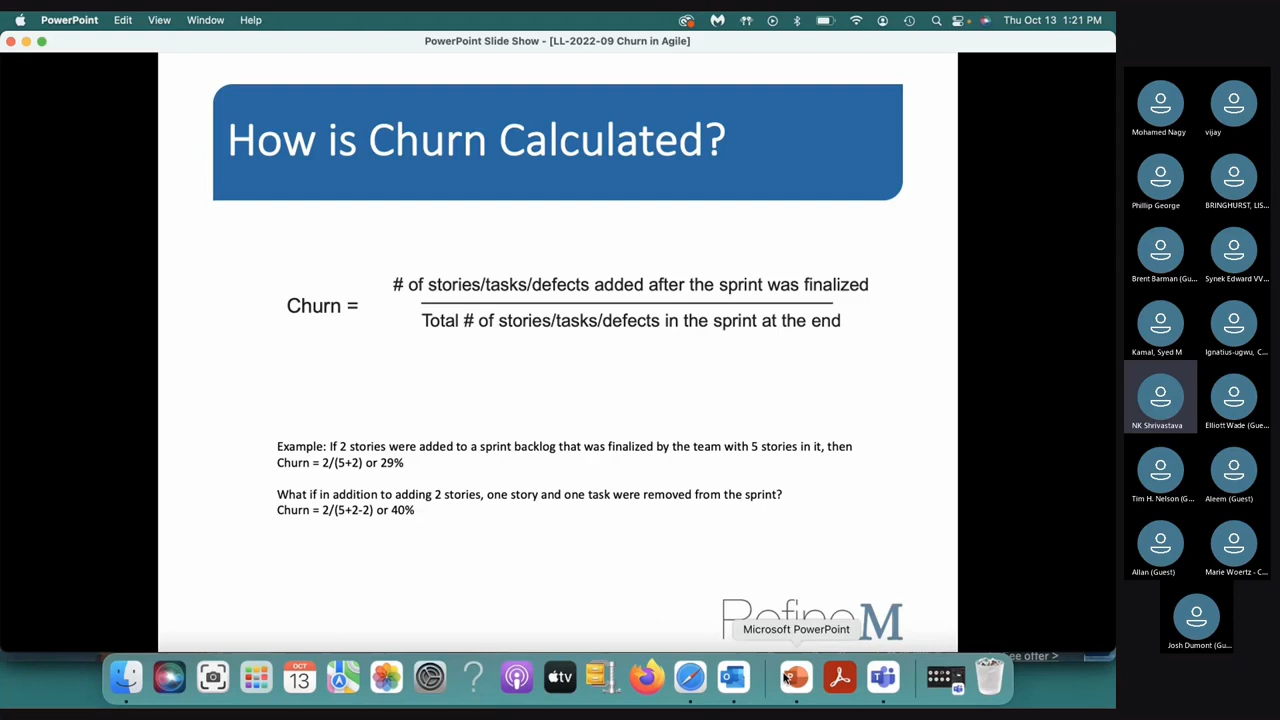 PowerPoint Edit View Window Help Thu Oct 13 1:21 PM
PowerPoint Slide Show - [LL-2022-09 Churn in Agile]
How is Churn Calculated?
# of stories/tasks/defects added after the sprint was finalized
Churn =
Total # of stories/tasks/defects in the sprint at the end
Example: If 2 stories were added to a sprint backlog that was finalized by the team with 5 stories in it, then
Churn = 2/(5+2) or 29%
What if in addition to adding 2 stories, one story and one task were removed from the sprint?
Churn = 2/(5+2-2) or 40%
RefineM
Microsoft PowerPoint
See offer >
OCT
13
tv
Mohamed Nagy
vijay
Phillip George
BRINGHURST, LIS...
Brent Barman (Gu...
Synek Edward VV...
Kamal, Syed M
Ignatius-ugwu, C...
NK Shrivastava
Elliott Wade (Gue...
Tim H. Nelson (G...
Aleem (Guest)
Allan (Guest)
Marie Woertz - C...
Josh Dumont (Gu...